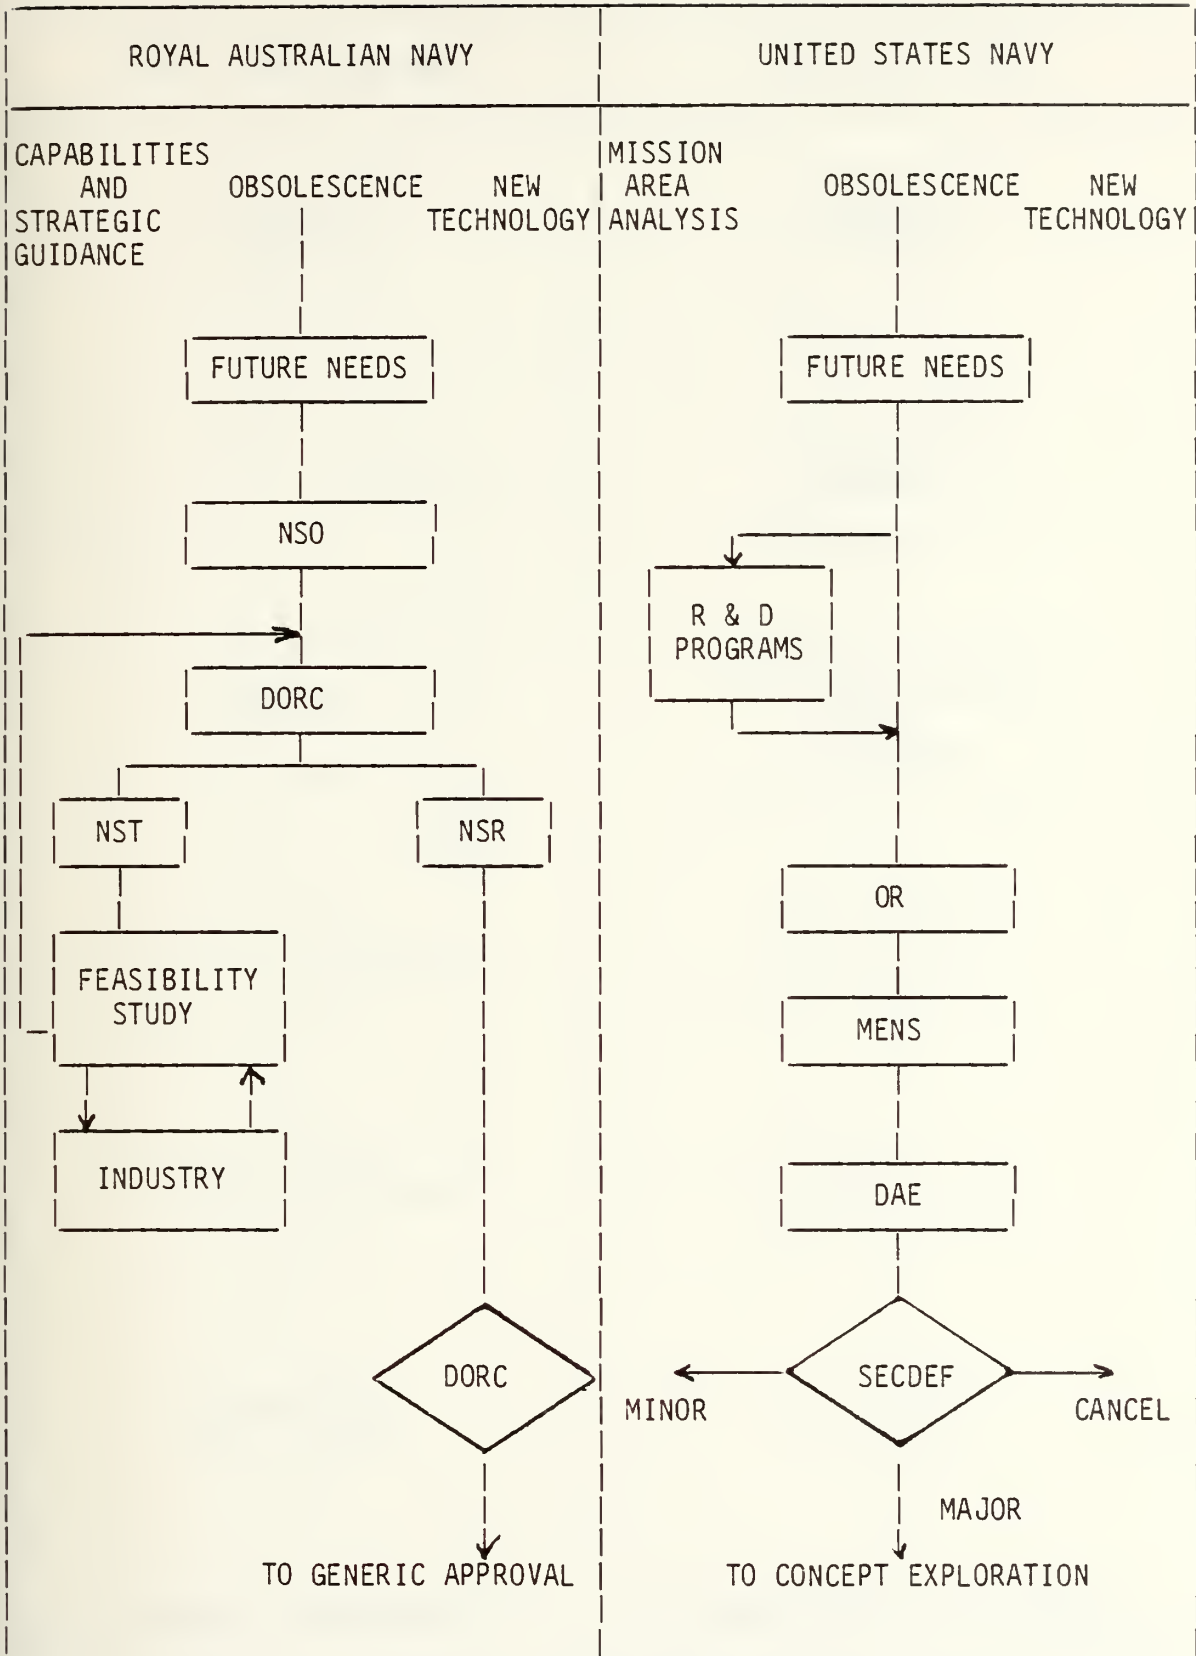 ROYAL AUSTRALIAN NAVY
UNITED STATES NAVY
CAPABILITIES
AND
STRATEGIC
GUIDANCE
OBSOLESCENCE
NEW
TECHNOLOGY
MISSION
AREA
ANALYSIS
OBSOLESCENCE
NEW
TECHNOLOGY
FUTURE NEEDS
NSO
DORC
NST
NSR
FEASIBILITY
STUDY
INDUSTRY
DORC
TO GENERIC APPROVAL
FUTURE NEEDS
R & D
PROGRAMS
OR
MENS
DAE
SECDEF
MINOR
CANCEL
MAJOR
TO CONCEPT EXPLORATION